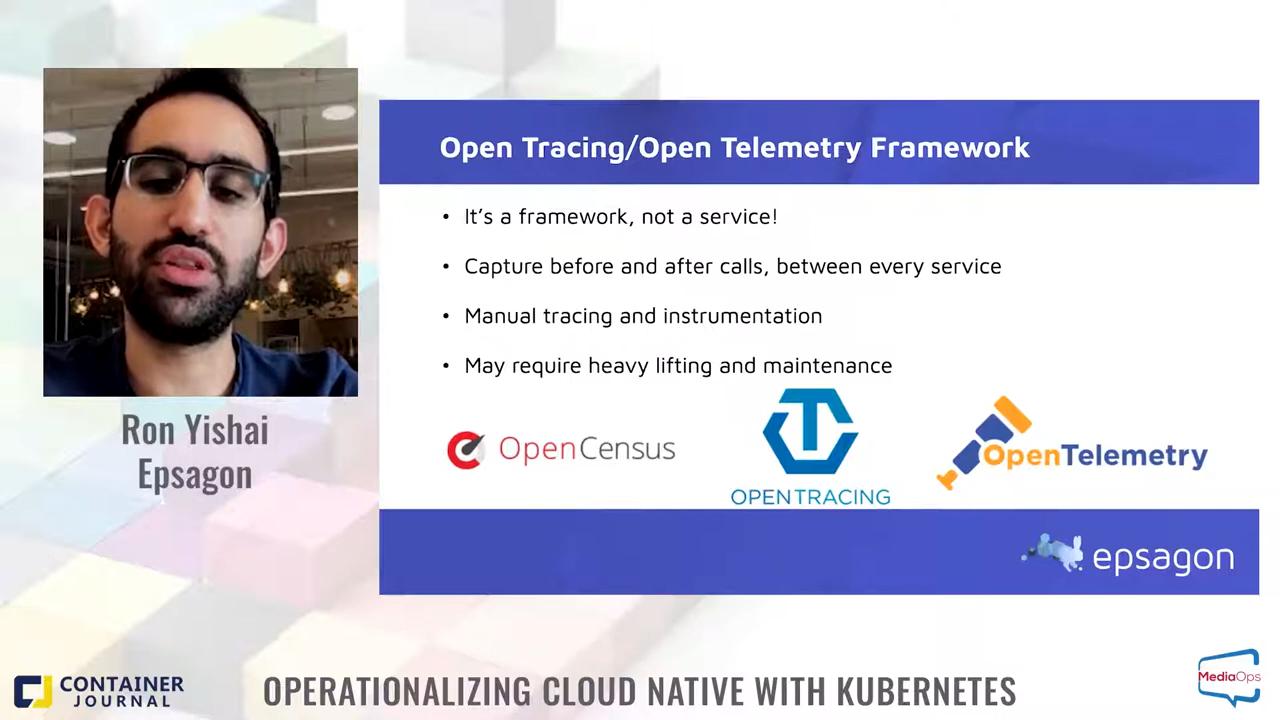 Open Tracing/Open Telemetry Framework
• It's a framework, not a service!
• Capture before and after calls, between every service
• Manual tracing and instrumentation
• May require heavy lifting and maintenance
Ron Yishai
Epsagon
OpenCensus
OPENTRACING
OpenTelemetry
epsagon
CONTAINER
JOURNAL
OPERATIONALIZING CLOUD NATIVE WITH KUBERNETES
MediaOps